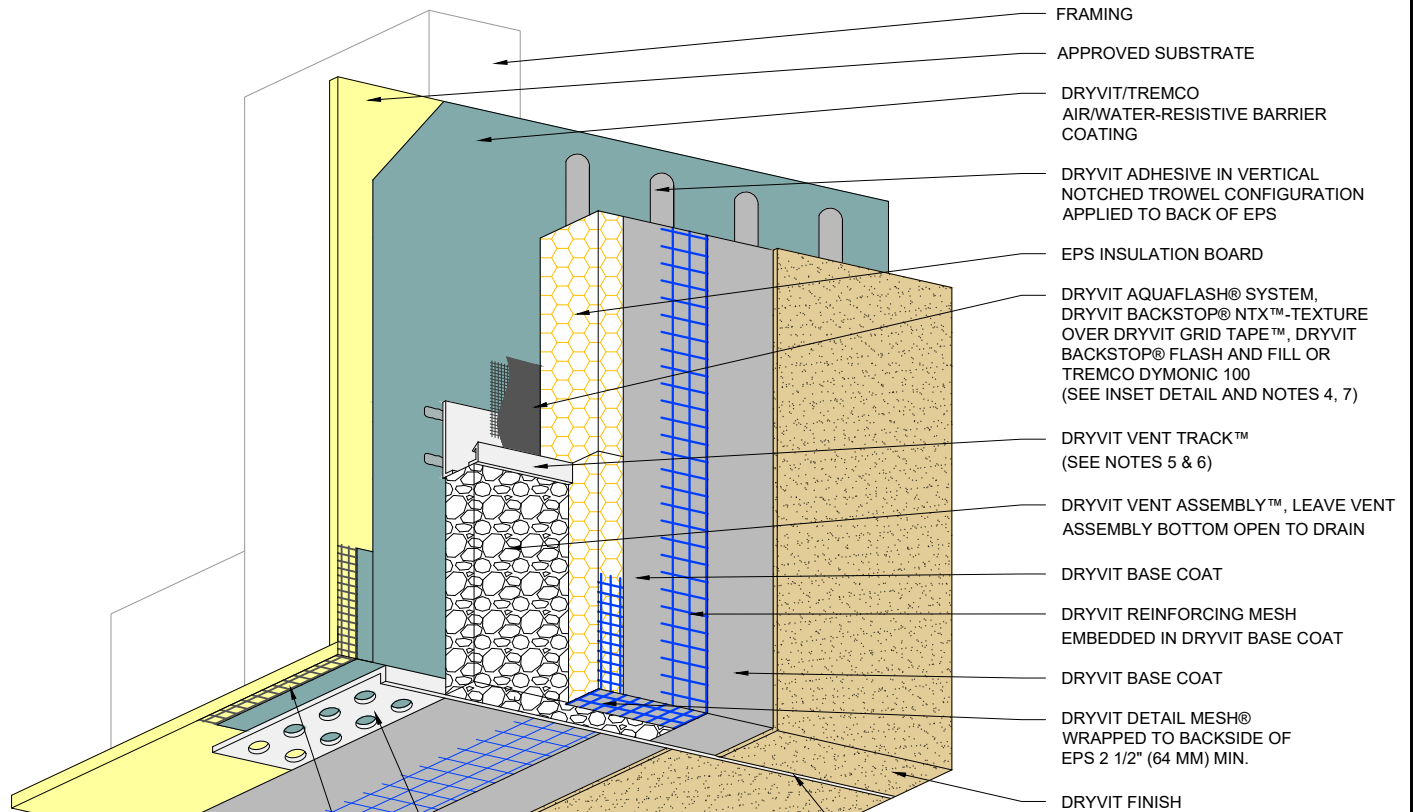 FRAMING
APPROVED SUBSTRATE
DRYVIT/TREMCO
AIR/WATER-RESISTIVE BARRIER
COATING
DRYVIT ADHESIVE IN VERTICAL
NOTCHED TROWEL CONFIGURATION
APPLIED TO BACK OF EPS
EPS INSULATION BOARD
DRYVIT AQUAFLASH® SYSTEM,
DRYVIT BACKSTOP® NTX™-TEXTURE
OVER DRYVIT GRID TAPE™, DRYVIT
BACKSTOP® FLASH AND FILL OR
TREMCO DYMONIC 100
(SEE INSET DETAIL AND NOTES 4, 7)
DRYVIT VENT TRACK™
(SEE NOTES 5 & 6)
DRYVIT VENT ASSEMBLY™, LEAVE VENT
ASSEMBLY BOTTOM OPEN TO DRAIN
DRYVIT BASE COAT
DRYVIT REINFORCING MESH
EMBEDDED IN DRYVIT BASE COAT
DRYVIT BASE COAT
DRYVIT DETAIL MESH®
WRAPPED TO BACKSIDE OF
EPS 2 1/2" (64 MM) MIN.
DRYVIT FINISH